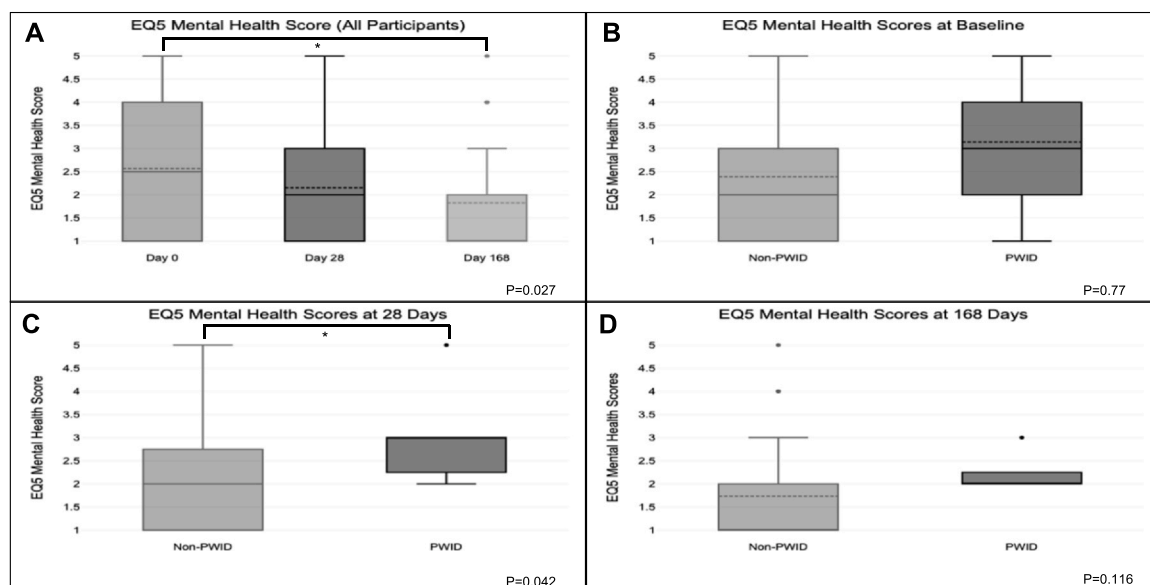 A
EQ5 Mental Health Score (All Participants)
*
EQ5 Mental Health Score
5
4.5
4
3.5
3
2.5
2
1.5
1
Day 0
Day 28
Day 168
P=0.027
B
EQ5 Mental Health Scores at Baseline
EQ5 Mental Health Score
5
4.5
4
3.5
3
2.5
2
1.5
1
Non-PWID
PWID
P=0.77
C
EQ5 Mental Health Scores at 28 Days
*
EQ5 Mental Health Score
5
4.5
4
3.5
3
2.5
2
1.5
1
Non-PWID
PWID
P=0.042
D
EQ5 Mental Health Scores at 168 Days
EQ5 Mental Health Scores
5
4.5
4
3.5
3
2.5
2
1.5
1
Non-PWID
PWID
P=0.116